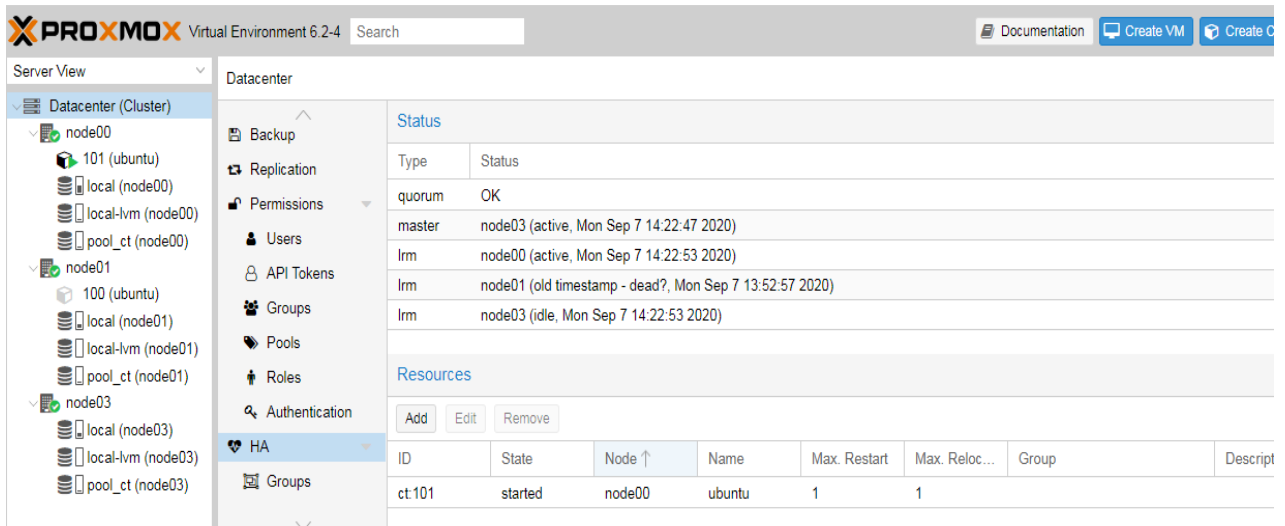 PROXMOX Virtual Environment 6.2-4 Search Documentation Create VM Create C
Server View
Datacenter (Cluster)
node00
101 (ubuntu)
local (node00)
local-lvm (node00)
pool_ct (node00)
node01
100 (ubuntu)
local (node01)
local-lvm (node01)
pool_ct (node01)
node03
local (node03)
local-lvm (node03)
pool_ct (node03)
Datacenter
Backup
Replication
Permissions
Users
API Tokens
Groups
Pools
Roles
Authentication
HA
Groups
Status
Type Status
quorum OK
master node03 (active, Mon Sep 7 14:22:47 2020)
lrm node00 (active, Mon Sep 7 14:22:53 2020)
lrm node01 (old timestamp - dead?, Mon Sep 7 13:52:57 2020)
lrm node03 (idle, Mon Sep 7 14:22:53 2020)
Resources
Add Edit Remove
ID State Node ↑ Name Max. Restart Max. Reloc... Group Descript
ct:101 started node00 ubuntu 1 1